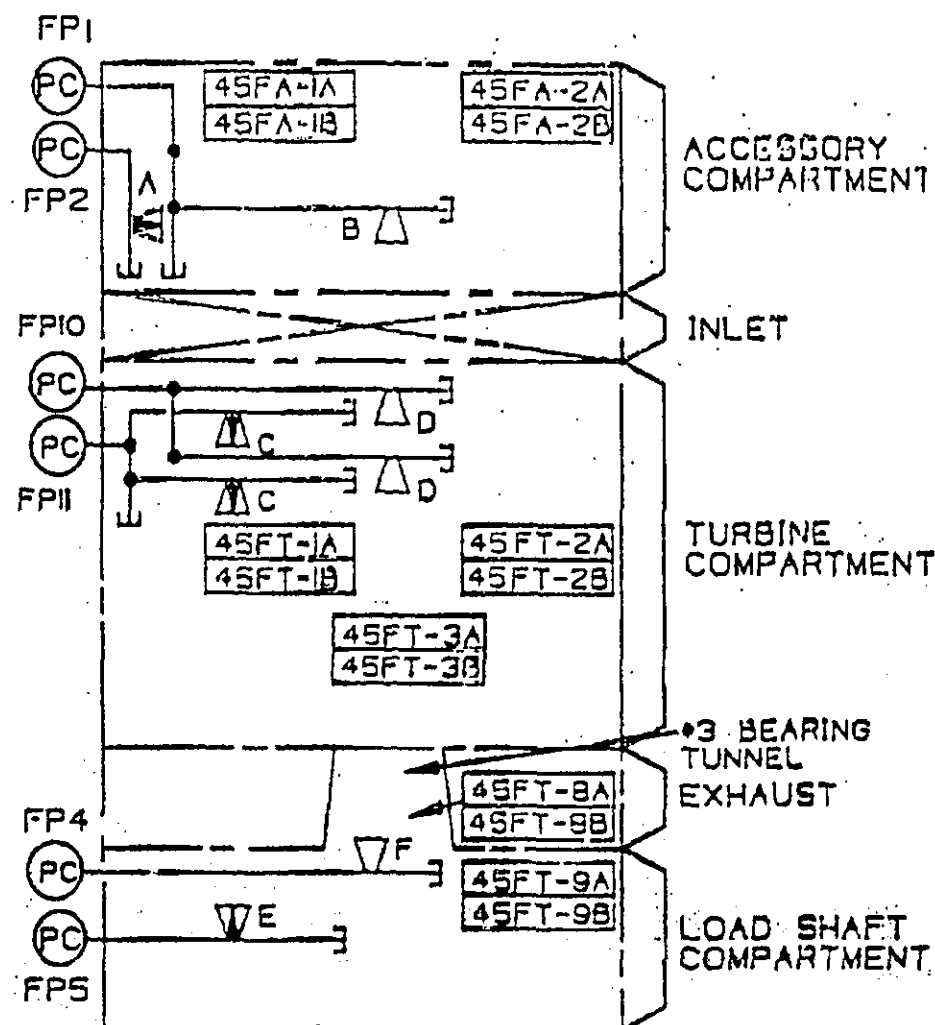 FP1
PC
45FA-1A
45FA-2A
45FA-1B
45FA-2B
ACCESSORY
COMPARTMENT
PC
A
FP2
B
FP10
INLET
PC
D
C
PC
D
FP11
C
45FT-1A
45FT-2A
45FT-1B
45FT-2B
TURBINE
COMPARTMENT
45FT-3A
45FT-3B
#3 BEARING
TUNNEL
EXHAUST
45FT-8A
45FT-8B
FP4
F
PC
45FT-9A
45FT-9B
E
PC
LOAD SHAFT
COMPARTMENT
FP5